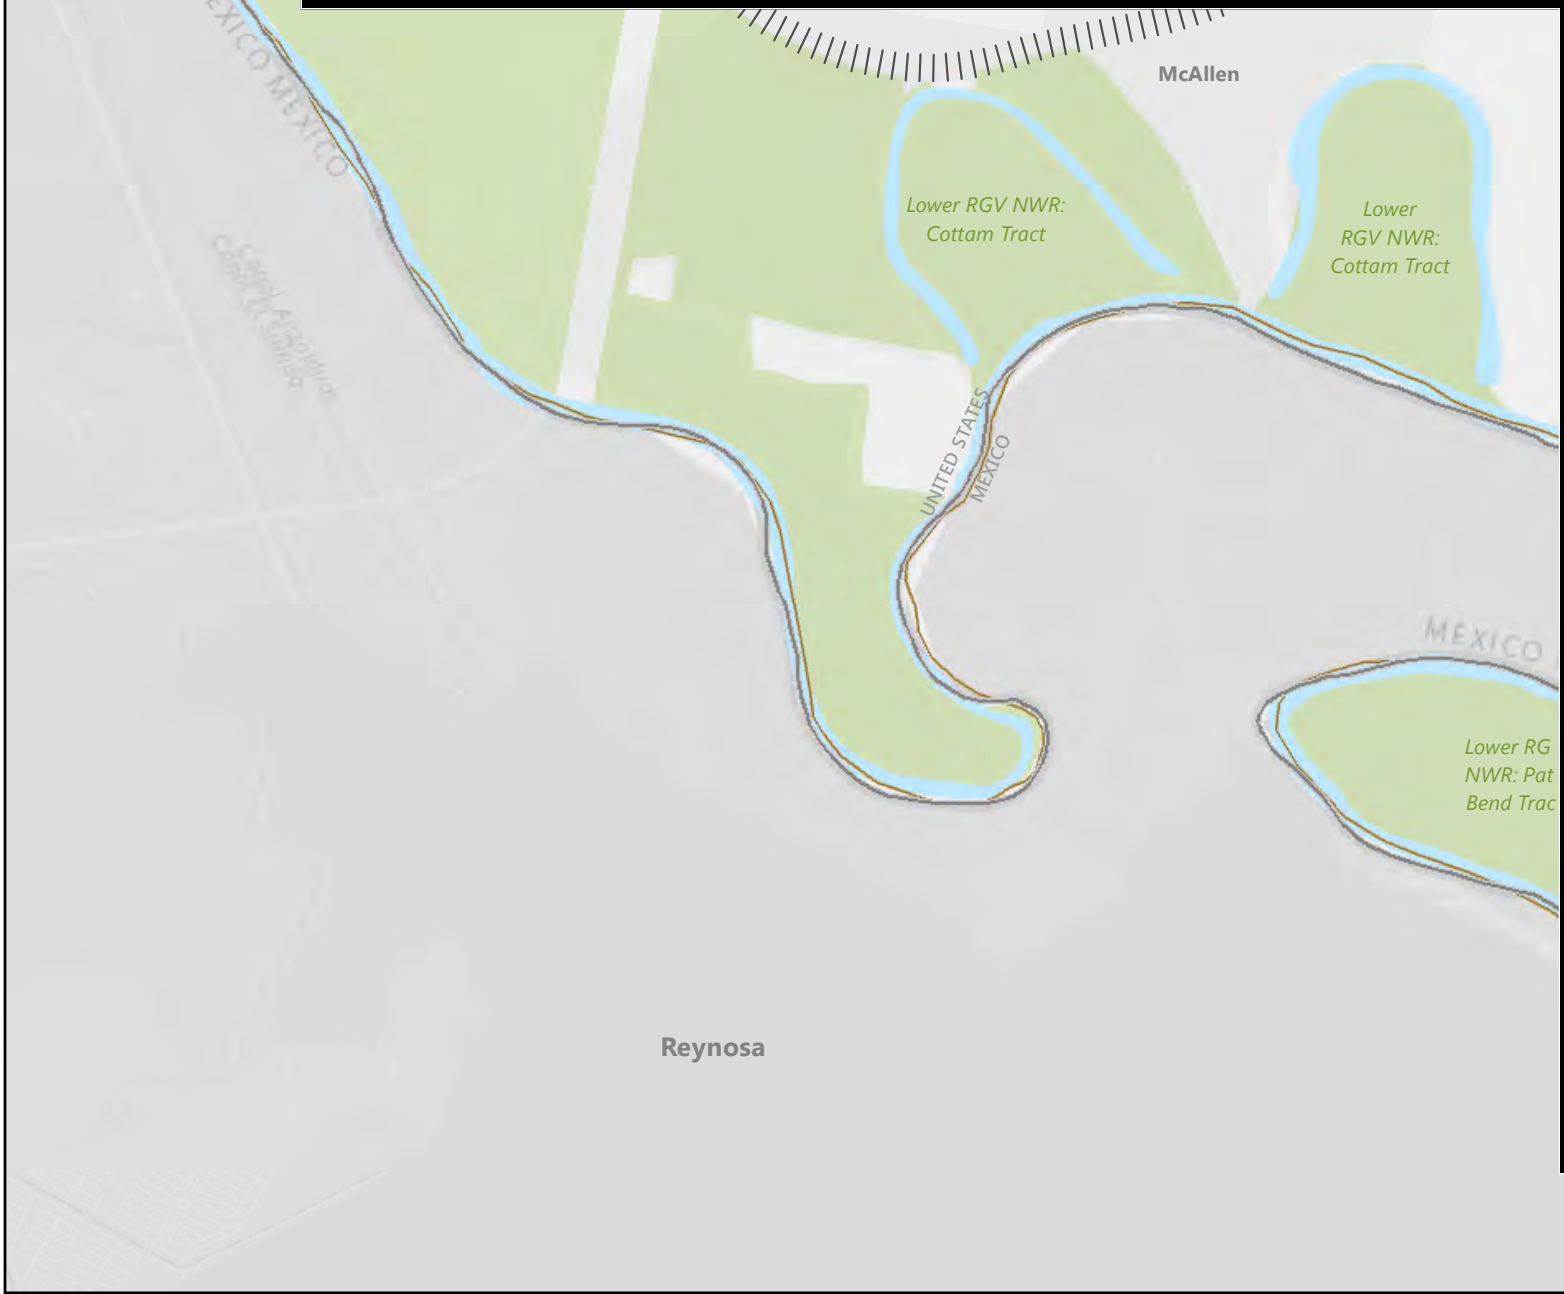 McAllen
EXICO MEXICO
Lower RGV NWR:
Cottam Tract
Lower
RGV NWR:
Cottam Tract
UNITED STATES
MEXICO
MEXICO
Lower RG
NWR: Pat
Bend Trac
Reynosa